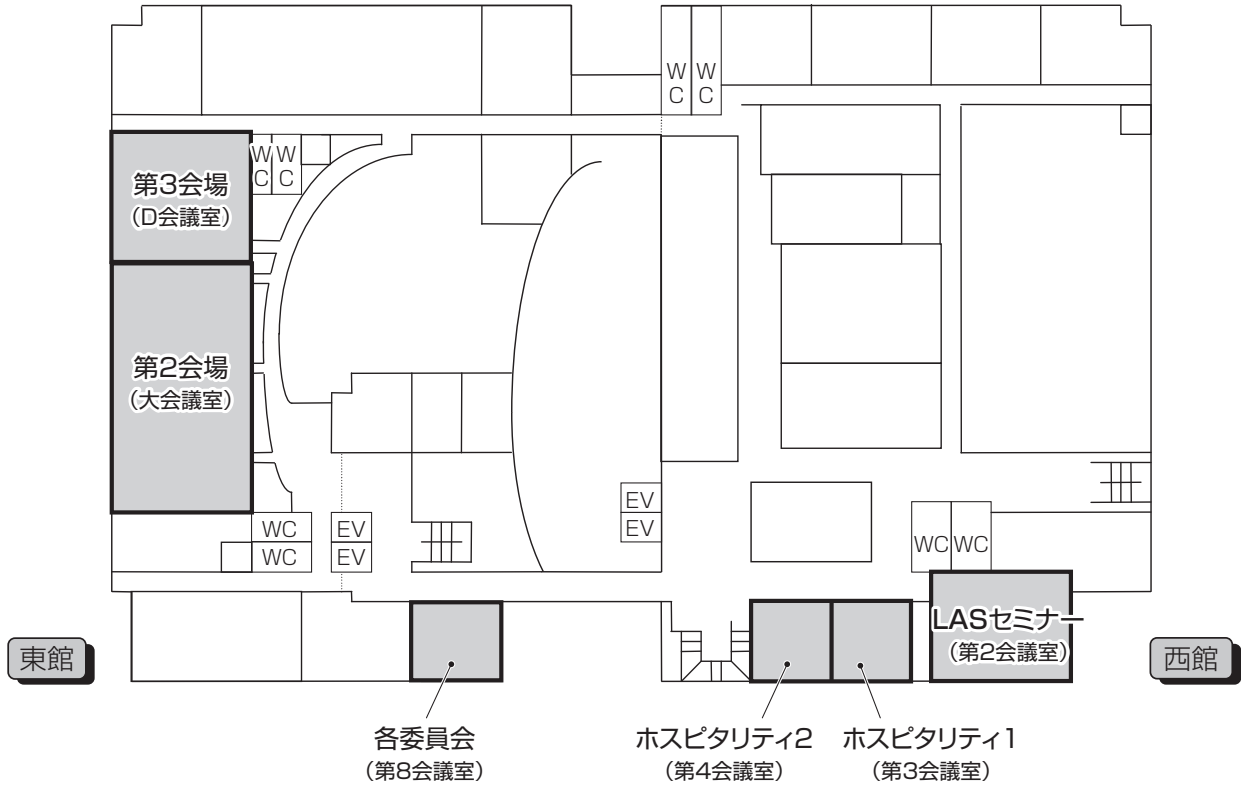 W
C
W
C
W
C
W
C
第3会場
(D会議室)
第2会場
(大会議室)
WC
WC
EV
EV
EV
EV
WC
WC
LASセミナー
(第2会議室)
東館
西館
各委員会
(第8会議室)
ホスピタリティ2
(第4会議室)
ホスピタリティ1
(第3会議室)